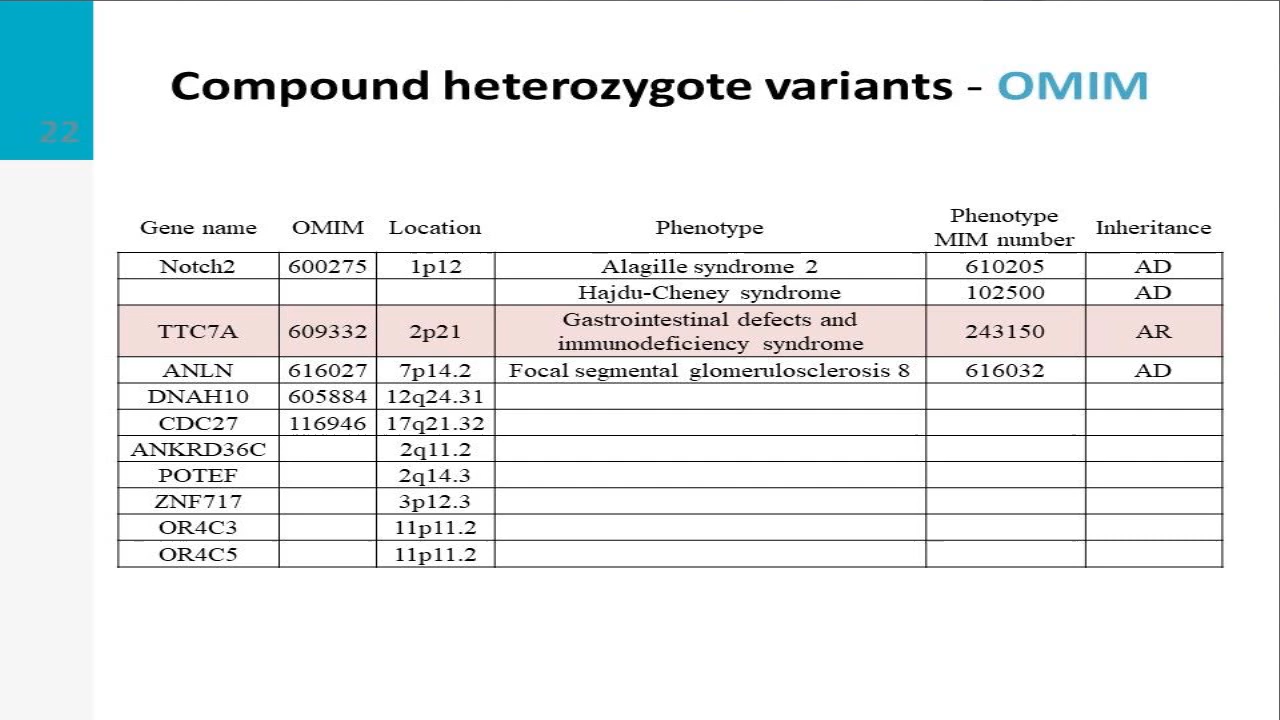 Compound heterozygote variants - OMIM
22
Gene name OMIM Location Phenotype Phenotype MIM number Inheritance
Notch2 600275 1p12 Alagille syndrome 2 610205 AD
Hajdu-Cheney syndrome 102500 AD
TTC7A 609332 2p21 Gastrointestinal defects and immunodeficiency syndrome 243150 AR
ANLN 616027 7p14.2 Focal segmental glomerulosclerosis 8 616032 AD
DNAH10 605884 12q24.31
CDC27 116946 17q21.32
ANKRD36C 2q11.2
POTEF 2q14.3
ZNF717 3p12.3
OR4C3 11p11.2
OR4C5 11p11.2